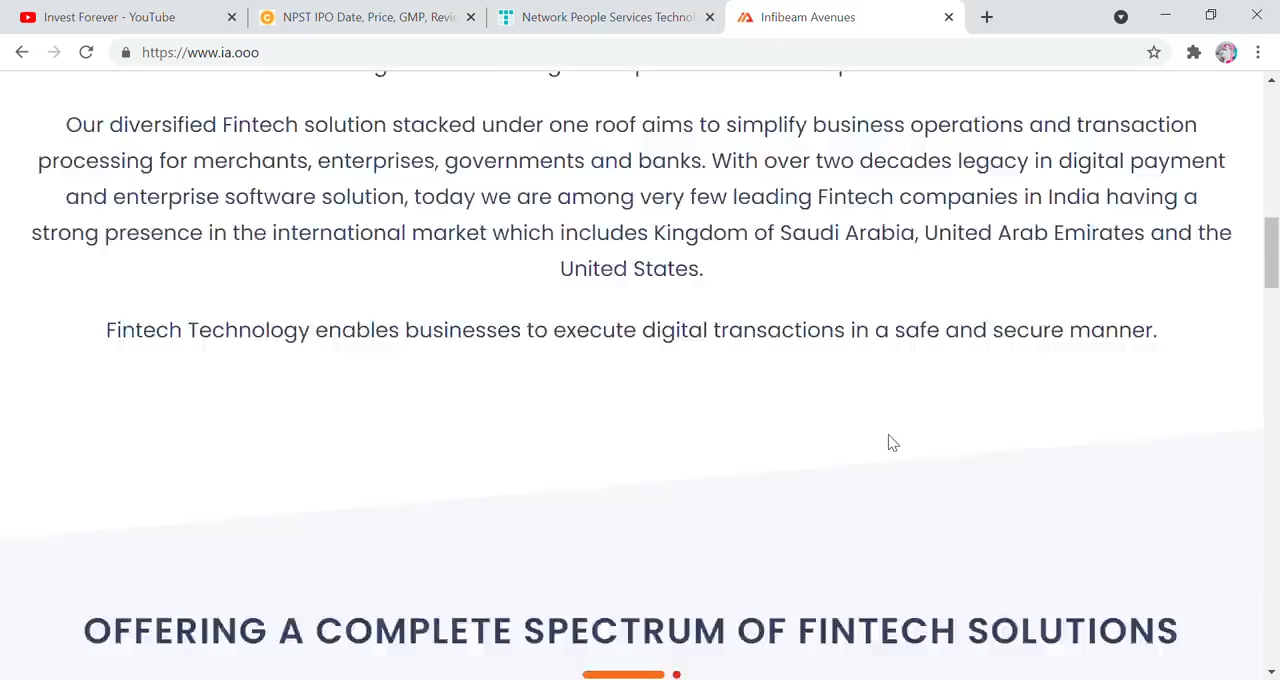 Invest Forever - YouTube
NPST IPO Date, Price, GMP, Revie
Network People Services Technol
Infibeam Avenues
https://www.ia.ooo
Our diversified Fintech solution stacked under one roof aims to simplify business operations and transaction
processing for merchants, enterprises, governments and banks. With over two decades legacy in digital payment
and enterprise software solution, today we are among very few leading Fintech companies in India having a
strong presence in the international market which includes Kingdom of Saudi Arabia, United Arab Emirates and the
United States.
Fintech Technology enables businesses to execute digital transactions in a safe and secure manner.
OFFERING A COMPLETE SPECTRUM OF FINTECH SOLUTIONS